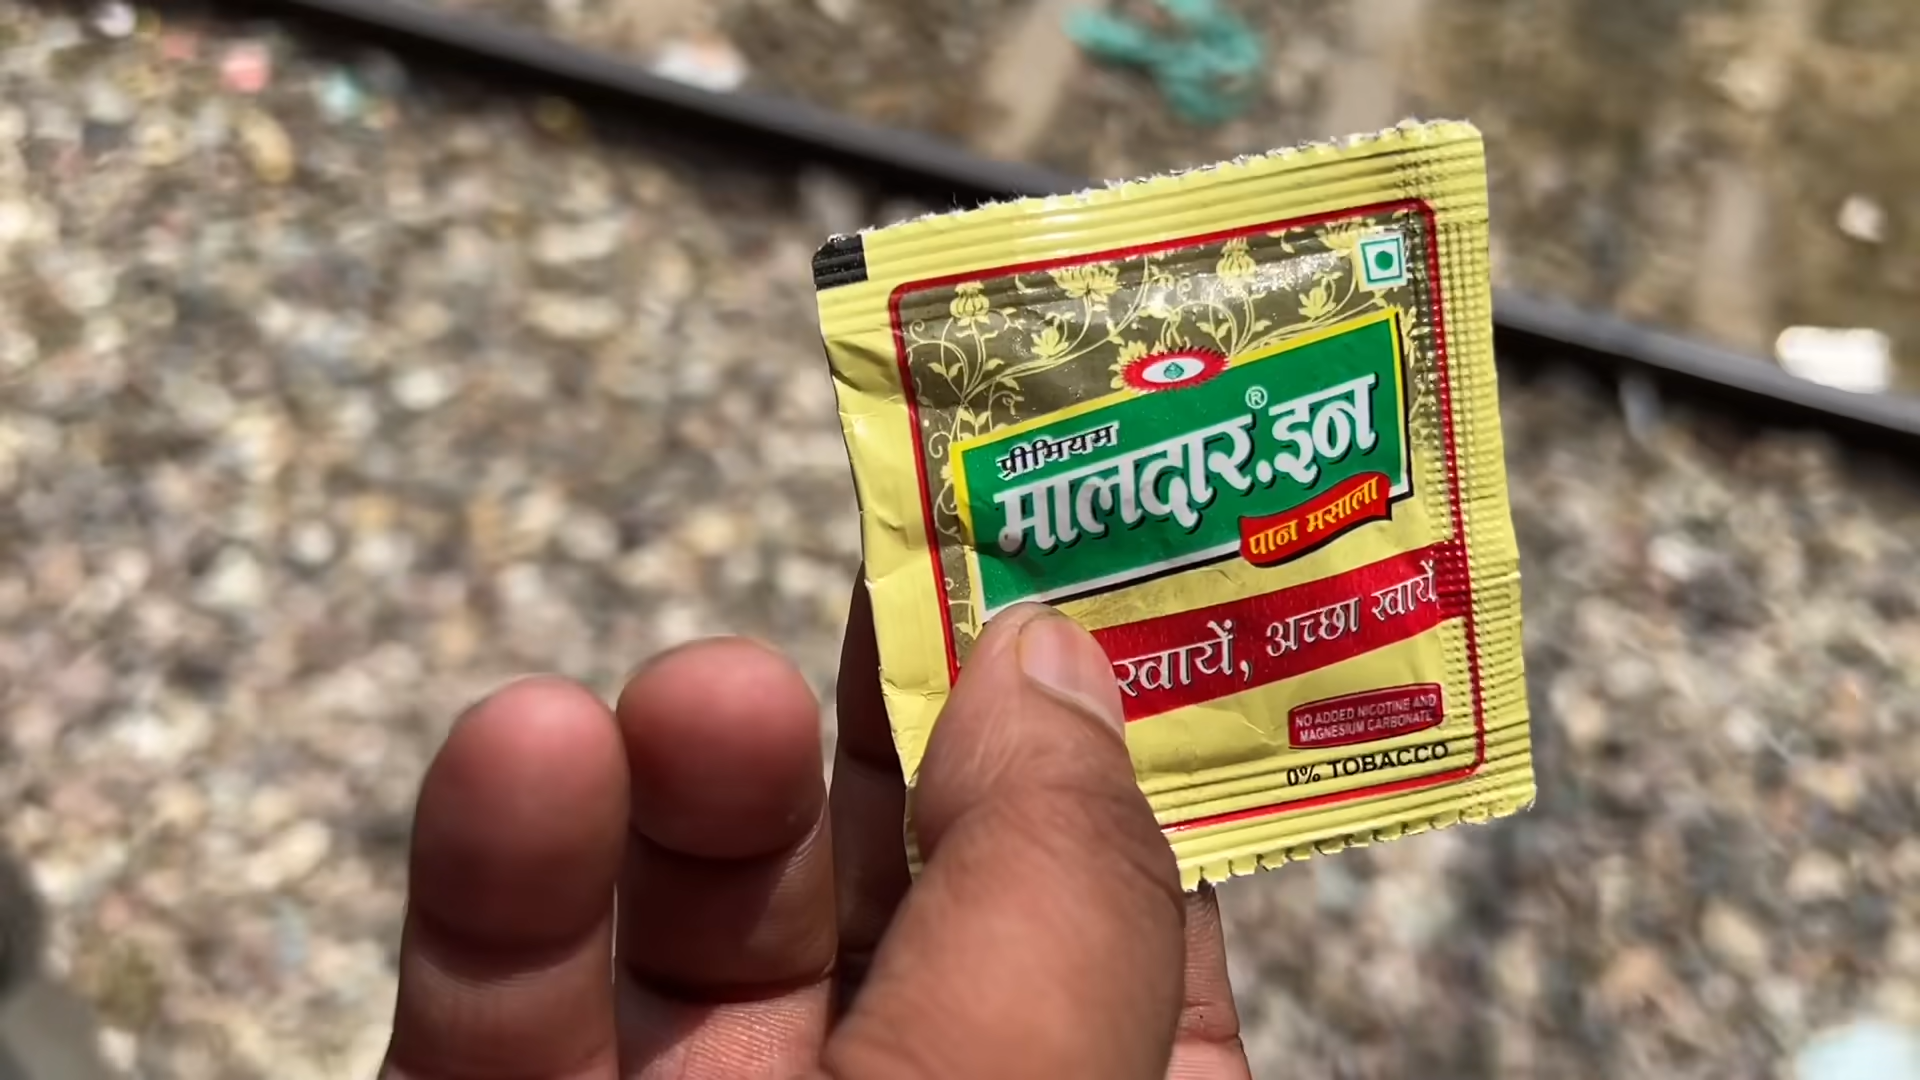 प्रीमियम
मालदार.इन®
पान मसाला
खायें, अच्छा खायें
NO ADDED NICOTINE AND
MAGNESIUM CARBONATE
0% TOBACCO